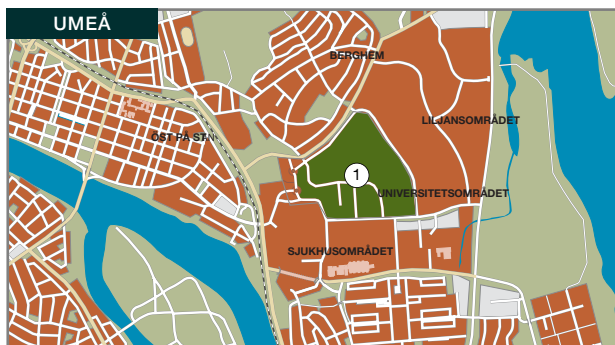 UMEÅ
BERGHEM
LILJANSOMRÅDET
ÖST PÅ STAN
1
UNIVERSITETSOMRÅDET
SJUKHUSOMRÅDET